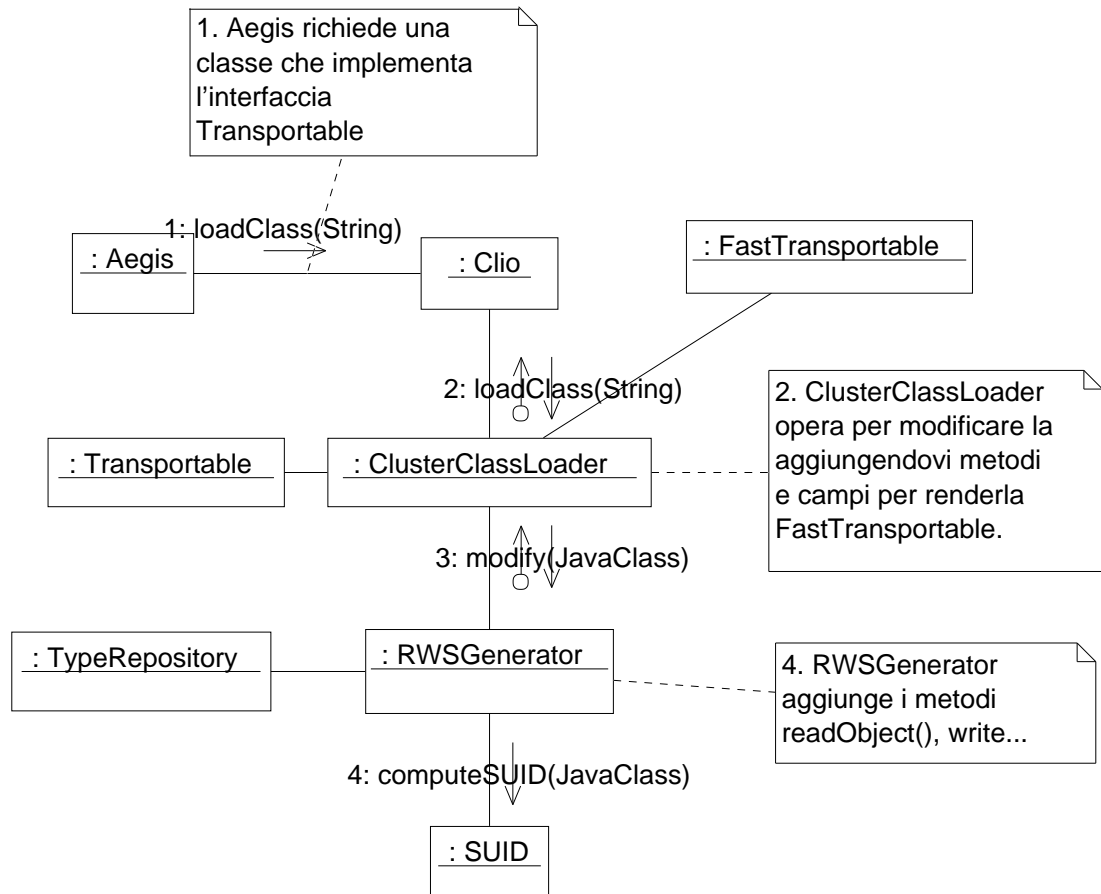 1. Aegis richiede una
classe che implementa
l'interfaccia
Transportable
1: loadClass(String)
: Aegis
: Clio
: FastTransportable
2: loadClass(String)
2. ClusterClassLoader
opera per modificare la
aggiungendovi metodi
e campi per renderla
FastTransportable.
: Transportable
: ClusterClassLoader
3: modify(JavaClass)
: TypeRepository
: RWSGenerator
4. RWSGenerator
aggiunge i metodi
readObject(), write...
4: computeSUID(JavaClass)
: SUID